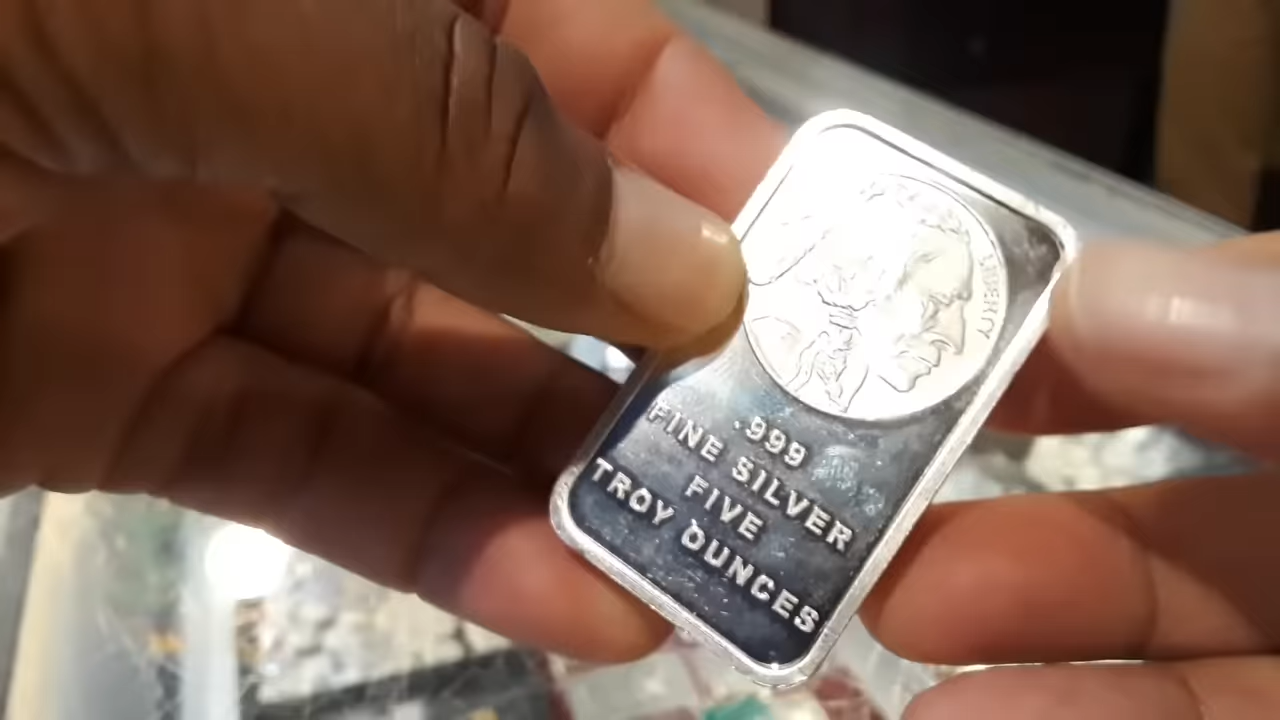 LIBERTY
.999
FINE SILVER
FIVE
TROY OUNCES